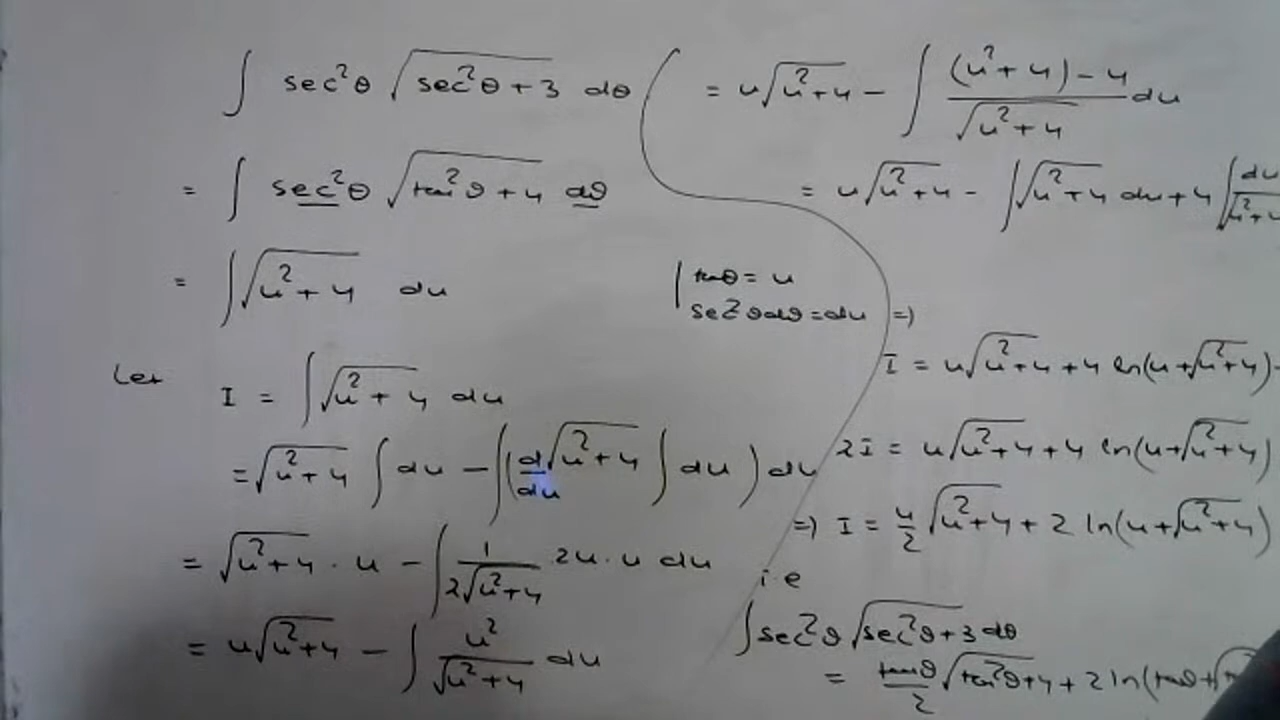 ∫ sec²θ √(sec²θ + 3) dθ
= ∫ sec²θ √(tan²θ + 4) dθ
= ∫ √(u² + 4) du
| tanθ = u
sec²θdθ = du
Let I = ∫ √(u² + 4) du
= √(u² + 4) ∫ du − ∫ ( d/du √(u² + 4) ∫ du ) du
= √(u² + 4) · u − ∫ 1/(2√(u² + 4)) · 2u · u du
= u√(u² + 4) − ∫ u²/√(u² + 4) du
= u√(u² + 4) − ∫ ((u² + 4) − 4)/√(u² + 4) du
= u√(u² + 4) − ∫ √(u² + 4) du + 4 ∫ du/√(u² + 4
=)
I = u√(u² + 4) + 4 ln(u + √(u² + 4)) −
2I = u√(u² + 4) + 4 ln(u + √(u² + 4))
=) I = u/2 √(u² + 4) + 2 ln(u + √(u² + 4))
i.e
∫ sec²θ √(sec²θ + 3) dθ
= tanθ/2 √(tan²θ + 4) + 2 ln(tanθ + √